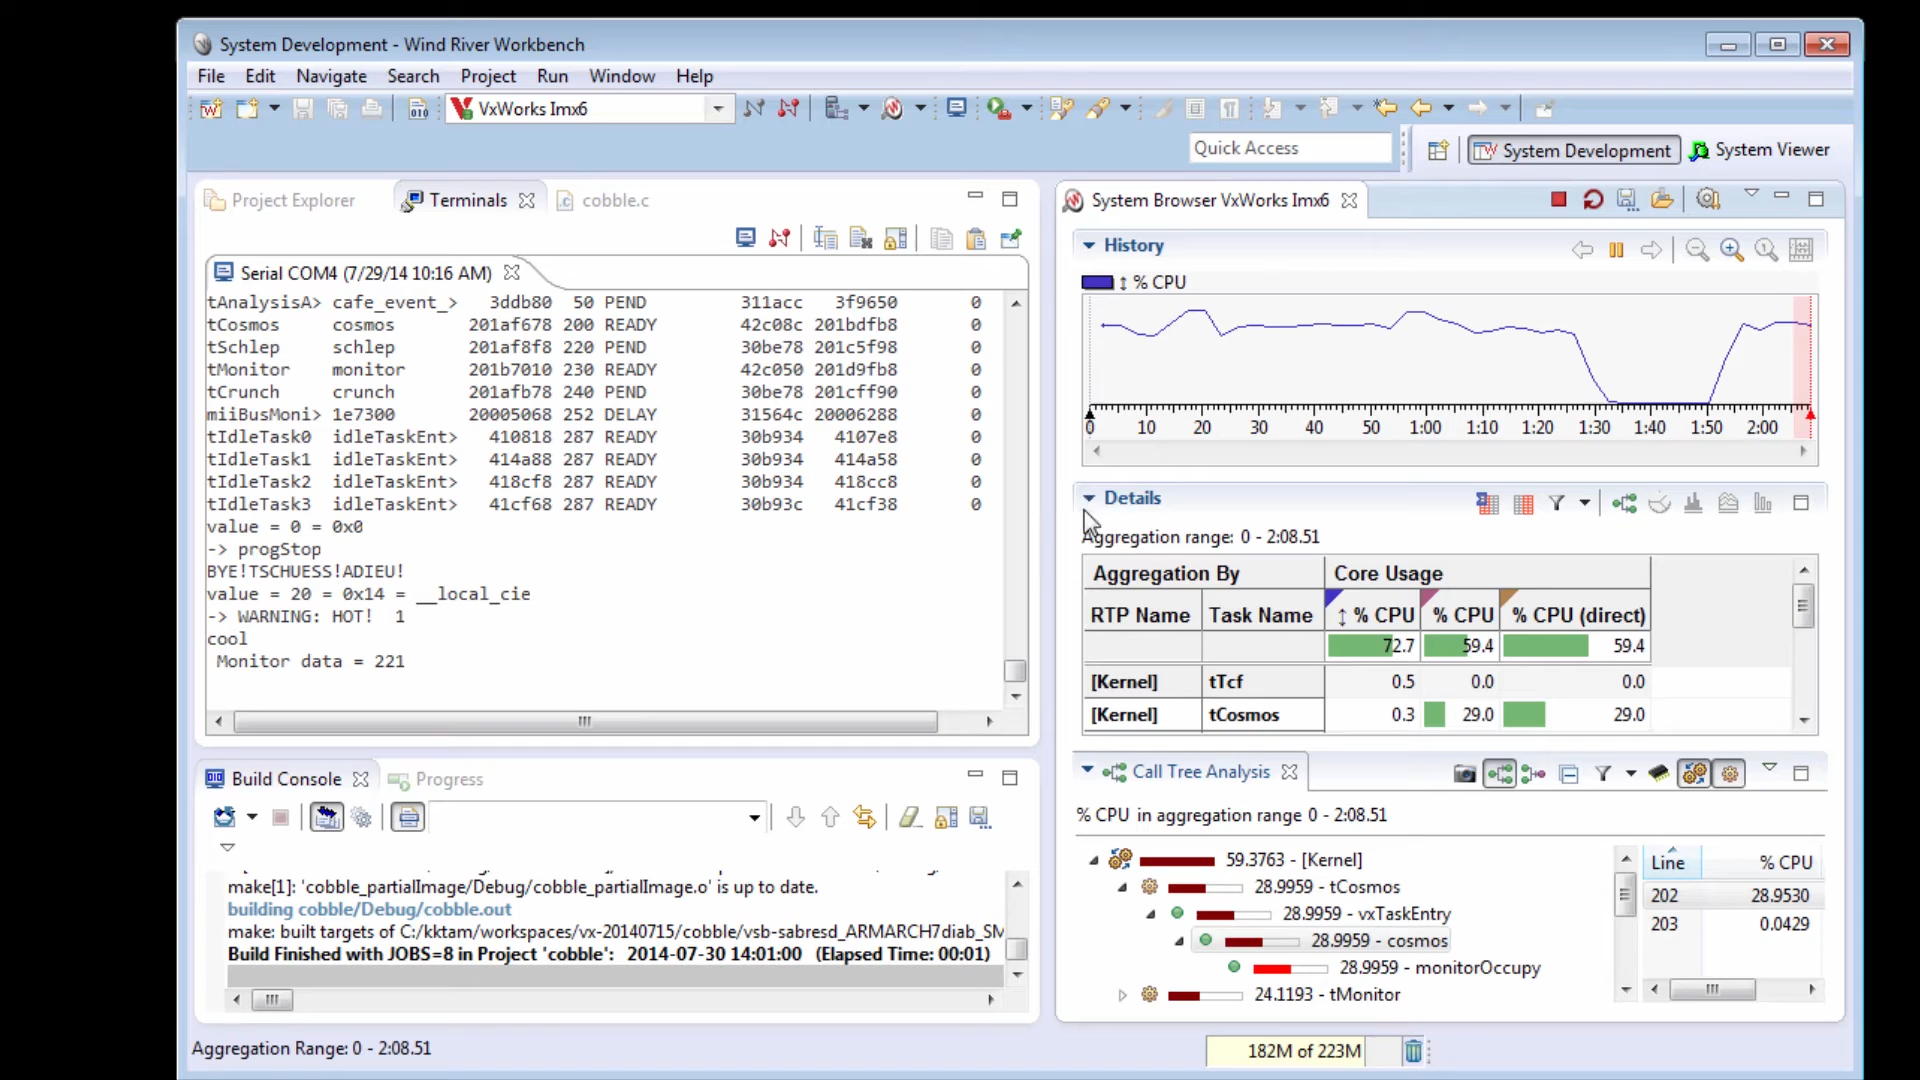 System Development - Wind River Workbench
File Edit Navigate Search Project Run Window Help
VxWorks Imx6
Quick Access
System Development
System Viewer
Project Explorer
Terminals
cobble.c
Serial COM4 (7/29/14 10:16 AM)
tAnalysisA> cafe_event_> 3ddb80 50 PEND 311acc 3f9650 0
tCosmos cosmos 201af678 200 READY 42c08c 201bdfb8 0
tSchlep schlep 201af8f8 220 PEND 30be78 201c5f98 0
tMonitor monitor 201b7010 230 READY 42c050 201d9fb8 0
tCrunch crunch 201afb78 240 PEND 30be78 201cff90 0
miiBusMoni> 1e7300 20005068 252 DELAY 31564c 20006288 0
tIdleTask0 idleTaskEnt> 410818 287 READY 30b934 4107e8 0
tIdleTask1 idleTaskEnt> 414a88 287 READY 30b934 414a58 0
tIdleTask2 idleTaskEnt> 418cf8 287 READY 30b934 418cc8 0
tIdleTask3 idleTaskEnt> 41cf68 287 READY 30b93c 41cf38 0
value = 0 = 0x0
-> progStop
BYE!TSCHUESS!ADIEU!
value = 20 = 0x14 = __local_cie
-> WARNING: HOT! 1
cool
Monitor data = 221
Build Console
Progress
make[1]: 'cobble_partialImage/Debug/cobble_partialImage.o' is up to date.
building cobble/Debug/cobble.out
make: built targets of C:/kktam/workspaces/vx-20140715/cobble/vsb-sabresd_ARMARCH7diab_SM
Build Finished with JOBS=8 in Project 'cobble': 2014-07-30 14:01:00 (Elapsed Time: 00:01)
System Browser VxWorks Imx6
History
% CPU
0 10 20 30 40 50 1:00 1:10 1:20 1:30 1:40 1:50 2:00
Details
Aggregation range: 0 - 2:08.51
Aggregation By Core Usage
RTP Name Task Name % CPU % CPU % CPU (direct)
72.7 59.4 59.4
[Kernel] tTcf 0.5 0.0 0.0
[Kernel] tCosmos 0.3 29.0 29.0
Call Tree Analysis
% CPU in aggregation range 0 - 2:08.51
59.3763 - [Kernel]
28.9959 - tCosmos
28.9959 - vxTaskEntry
28.9959 - cosmos
28.9959 - monitorOccupy
24.1193 - tMonitor
Line % CPU
202 28.9530
203 0.0429
Aggregation Range: 0 - 2:08.51
182M of 223M